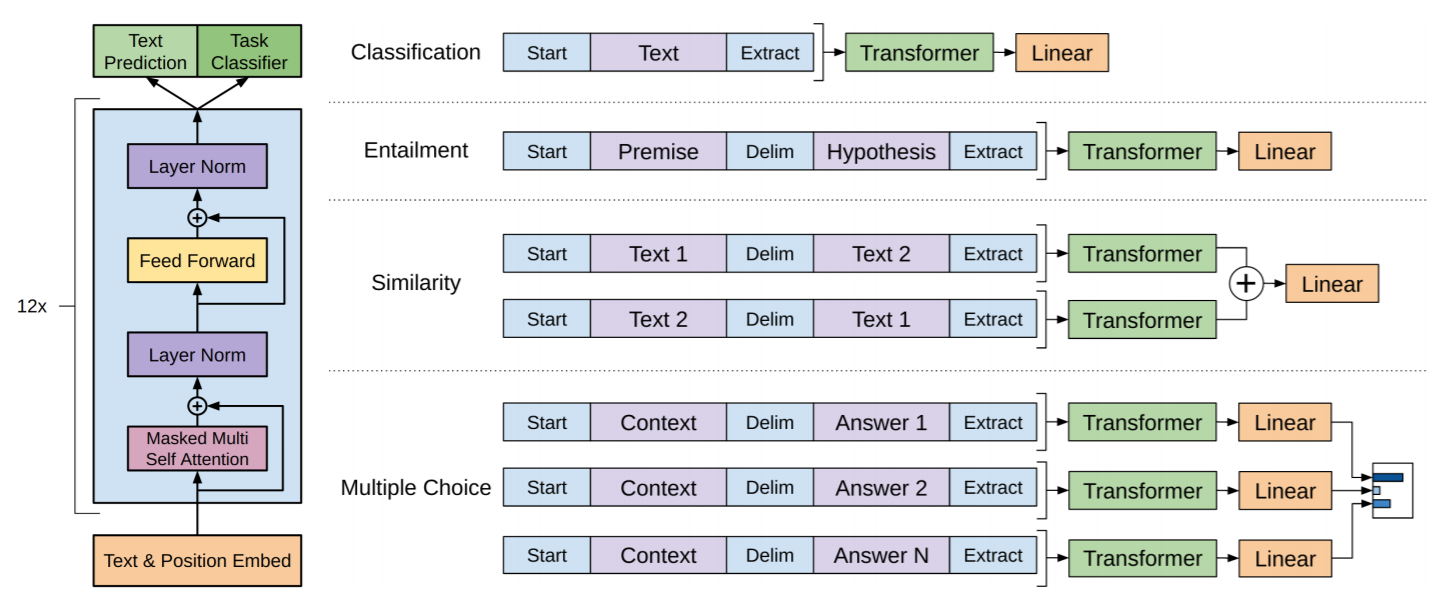 Text
Prediction
Task
Classifier
12x
Layer Norm
+
Feed Forward
Layer Norm
+
Masked Multi
Self Attention
Text & Position Embed
Classification
Start Text Extract Transformer Linear
Entailment
Start Premise Delim Hypothesis Extract Transformer Linear
Similarity
Start Text 1 Delim Text 2 Extract Transformer
+ Linear
Start Text 2 Delim Text 1 Extract Transformer
Multiple Choice
Start Context Delim Answer 1 Extract Transformer Linear
Start Context Delim Answer 2 Extract Transformer Linear
Start Context Delim Answer N Extract Transformer Linear